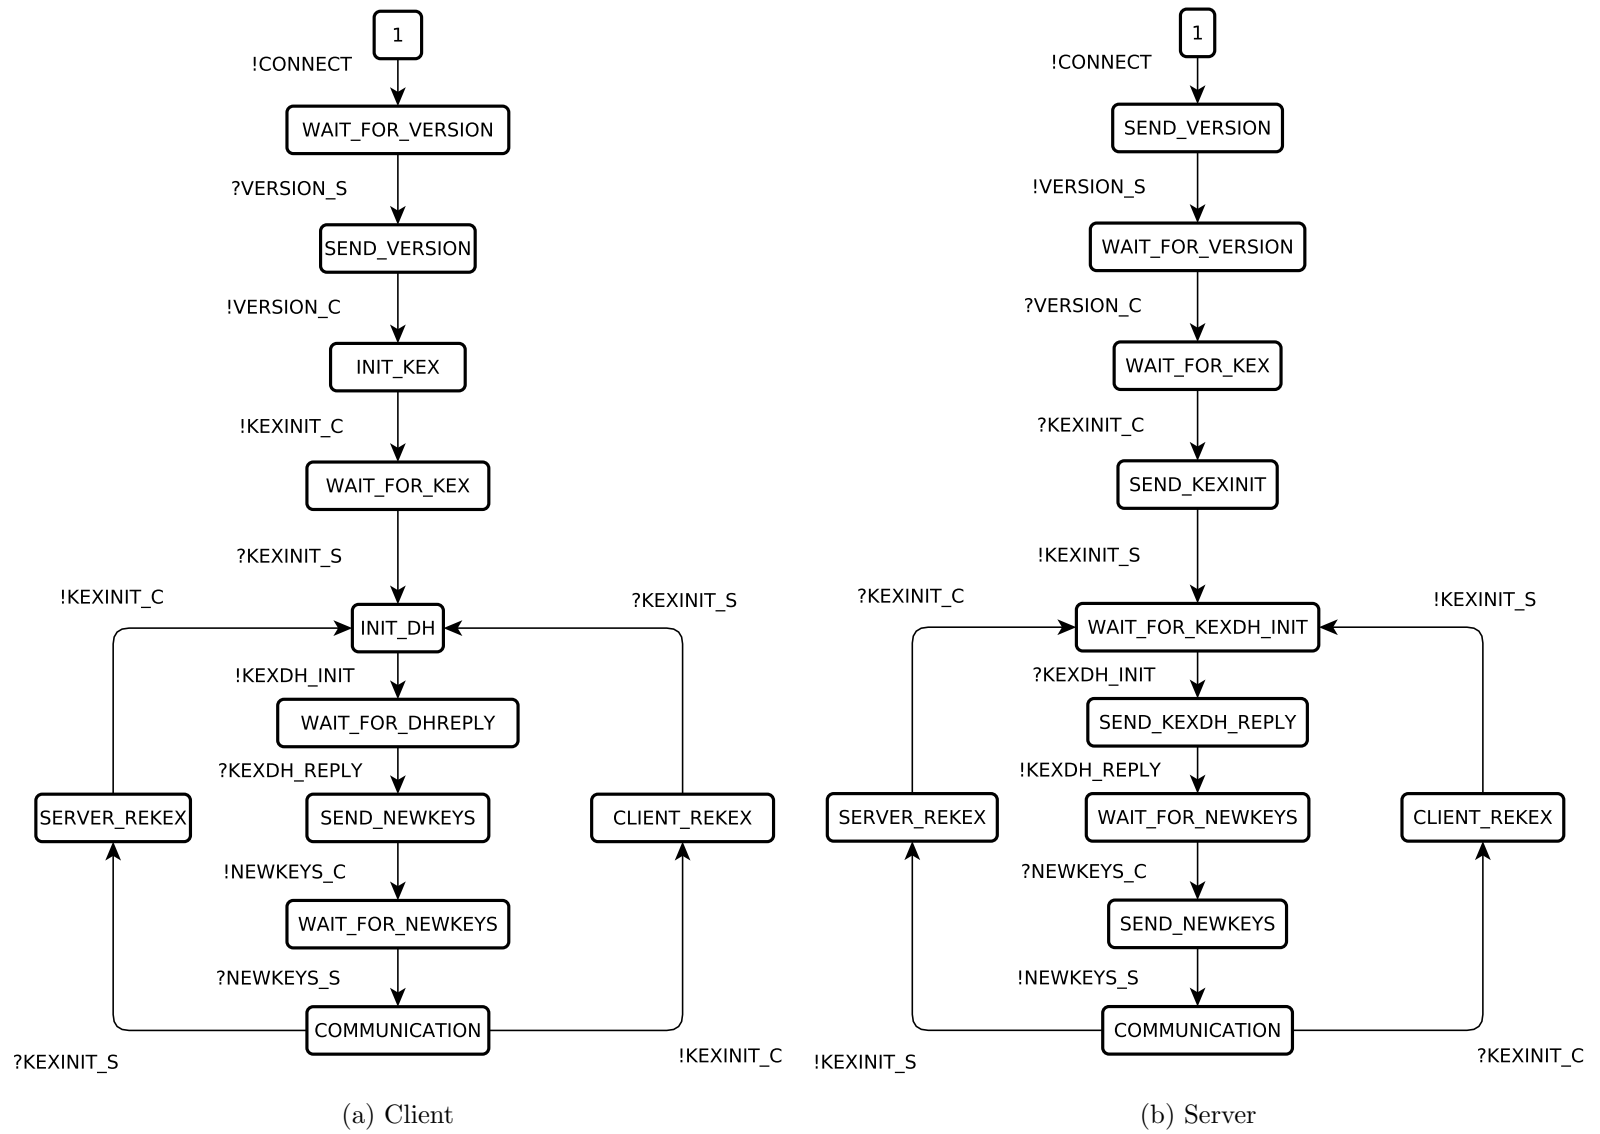 1
!CONNECT
WAIT_FOR_VERSION
?VERSION_S
SEND_VERSION
!VERSION_C
INIT_KEX
!KEXINIT_C
WAIT_FOR_KEX
?KEXINIT_S
!KEXINIT_C
?KEXINIT_S
INIT_DH
!KEXDH_INIT
WAIT_FOR_DHREPLY
?KEXDH_REPLY
SERVER_REKEX
SEND_NEWKEYS
CLIENT_REKEX
!NEWKEYS_C
WAIT_FOR_NEWKEYS
?NEWKEYS_S
COMMUNICATION
?KEXINIT_S
!KEXINIT_C
(a) Client
1
!CONNECT
SEND_VERSION
!VERSION_S
WAIT_FOR_VERSION
?VERSION_C
WAIT_FOR_KEX
?KEXINIT_C
SEND_KEXINIT
!KEXINIT_S
?KEXINIT_C
!KEXINIT_S
WAIT_FOR_KEXDH_INIT
?KEXDH_INIT
SEND_KEXDH_REPLY
!KEXDH_REPLY
SERVER_REKEX
WAIT_FOR_NEWKEYS
CLIENT_REKEX
?NEWKEYS_C
SEND_NEWKEYS
!NEWKEYS_S
COMMUNICATION
!KEXINIT_S
?KEXINIT_C
(b) Server